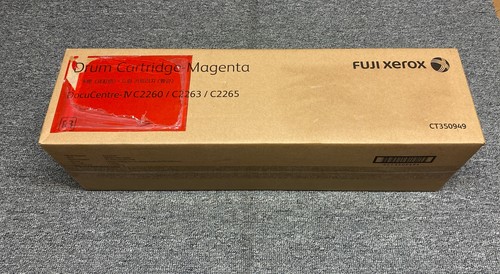 Drum Cartridge-Magenta
FUJI XEROX
DocuCentre-IV C2260 / C2263 / C2265
CT350949